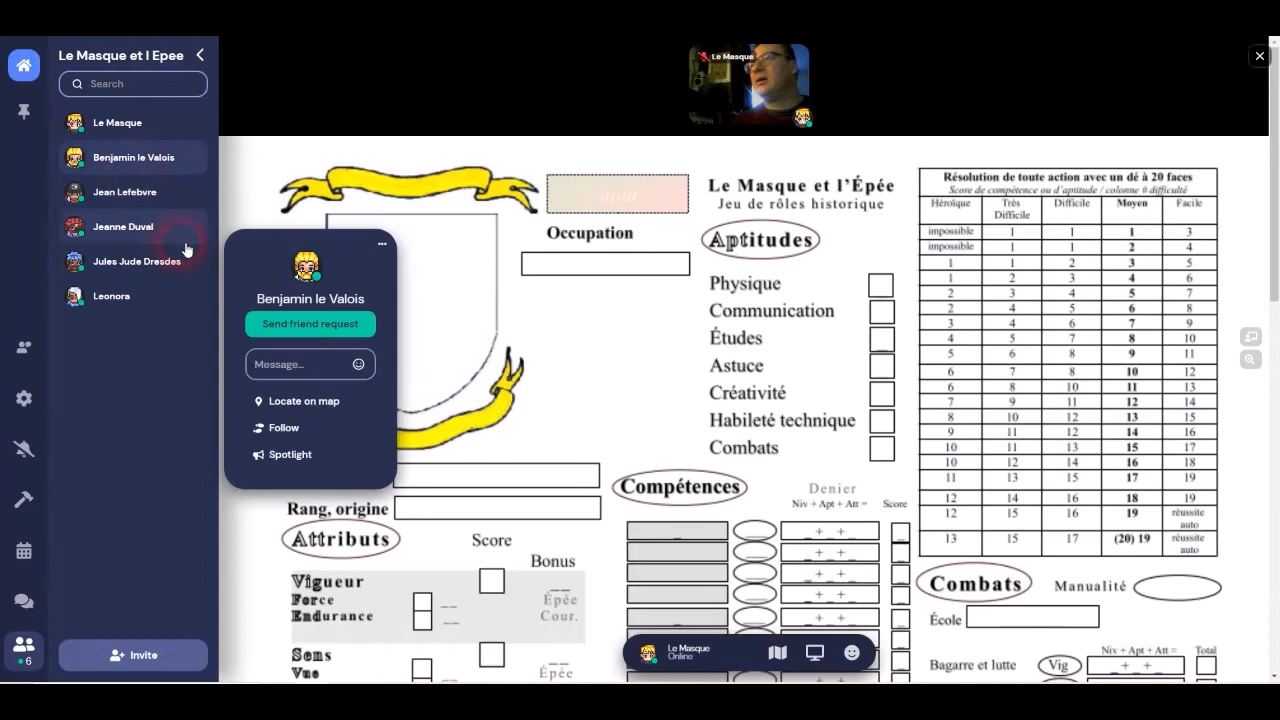 Le Masque et l Epee
Search
Le Masque
Benjamin le Valois
Jean Lefebvre
Jeanne Duval
Jules Jude Dresdes
Leonora
6
Invite
Benjamin le Valois
Send friend request
Message...
Locate on map
Follow
Spotlight
Le Masque
Occupation
Rang, origine
Attributs
Score
Bonus
Vigueur
Force
Endurance
Épée
Cour.
Sens
Vue
Épée
Le Masque et l'Épée
Jeu de rôles historique
Aptitudes
Physique
Communication
Études
Astuce
Créativité
Habileté technique
Combats
Compétences
Denier
Niv + Apt + Att =
Score
_ + _ + _
_ + _ + _
_ + _ + _
_ + _ + _
_ + _ + _
Le Masque
Online
Résolution de toute action avec un dé à 20 faces
Score de compétence ou d'aptitude / colonne # difficulté
Héroïque Très Difficile Difficile Moyen Facile
impossible 1 1 1 3
impossible 1 1 2 4
1 1 2 3 5
1 2 3 4 6
2 3 4 5 7
2 4 5 6 8
3 4 6 7 9
4 5 7 8 10
5 6 8 9 11
6 7 8 10 12
6 8 10 11 13
7 9 11 12 14
8 10 12 13 15
9 11 12 14 16
10 11 13 15 17
10 12 14 16 18
11 13 15 17 19
12 14 16 18 19
12 15 16 19 réussite auto
13 15 17 (20) 19 réussite auto
Combats
Manualité
École
Niv + Apt + Att =
Total
Bagarre et lutte
Vig
+ +